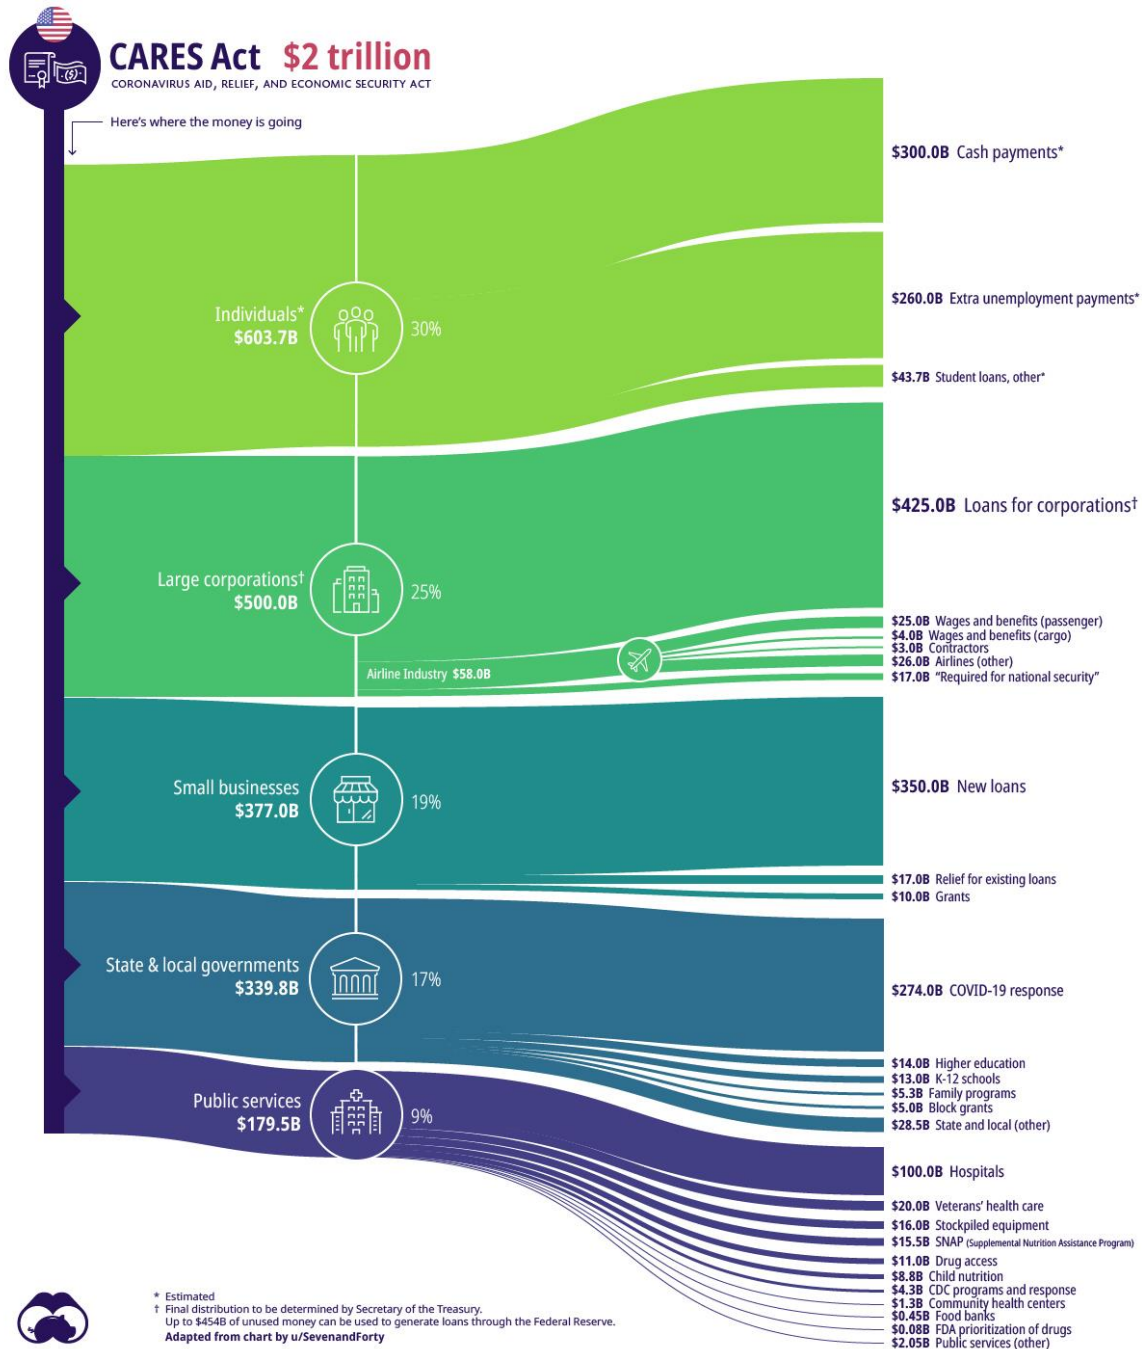 CARES Act $2 trillion
CORONAVIRUS AID, RELIEF, AND ECONOMIC SECURITY ACT
Here's where the money is going
Individuals*
$603.7B
30%
$300.0B Cash payments*
$260.0B Extra unemployment payments*
$43.7B Student loans, other*
Large corporations†
$500.0B
25%
Airline Industry $58.0B
$425.0B Loans for corporations†
$25.0B Wages and benefits (passenger)
$4.0B Wages and benefits (cargo)
$3.0B Contractors
$26.0B Airlines (other)
$17.0B “Required for national security”
Small businesses
$377.0B
19%
$350.0B New loans
$17.0B Relief for existing loans
$10.0B Grants
State & local governments
$339.8B
17%
$274.0B COVID-19 response
$14.0B Higher education
$13.0B K-12 schools
$5.3B Family programs
$5.0B Block grants
$28.5B State and local (other)
Public services
$179.5B
9%
$100.0B Hospitals
$20.0B Veterans' health care
$16.0B Stockpiled equipment
$15.5B SNAP (Supplemental Nutrition Assistance Program)
$11.0B Drug access
$8.8B Child nutrition
$4.3B CDC programs and response
$1.3B Community health centers
$0.45B Food banks
$0.08B FDA prioritization of drugs
$2.05B Public services (other)
* Estimated
† Final distribution to be determined by Secretary of the Treasury.
Up to $454B of unused money can be used to generate loans through the Federal Reserve.
Adapted from chart by u/SevenandForty